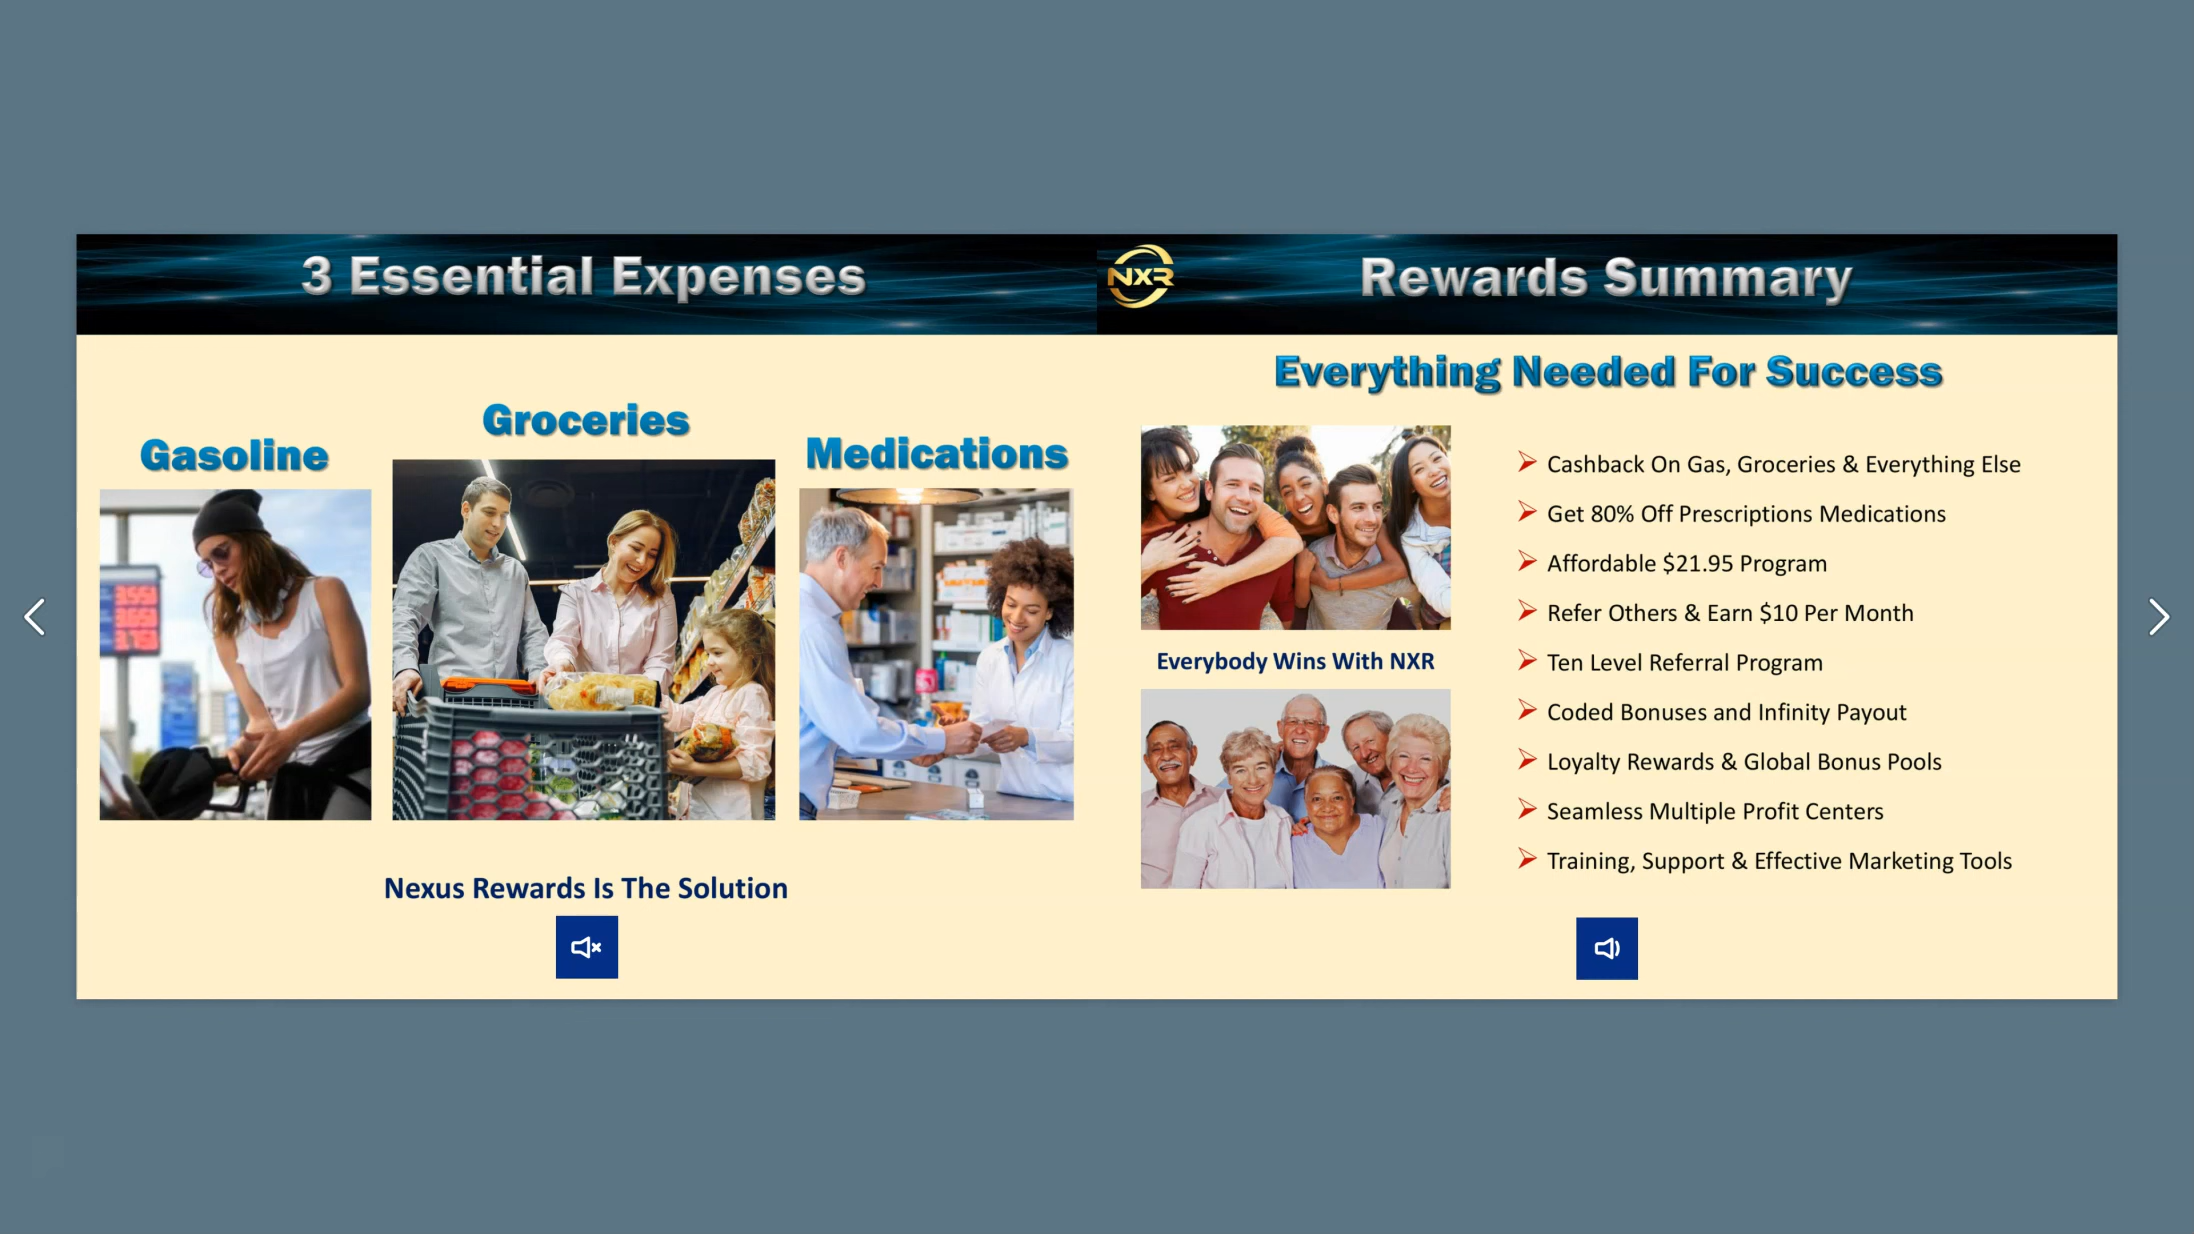 3 Essential Expenses
Gasoline
Groceries
Medications
Nexus Rewards Is The Solution
NXR
Rewards Summary
Everything Needed For Success
Everybody Wins With NXR
Cashback On Gas, Groceries & Everything Else
Get 80% Off Prescriptions Medications
Affordable $21.95 Program
Refer Others & Earn $10 Per Month
Ten Level Referral Program
Coded Bonuses and Infinity Payout
Loyalty Rewards & Global Bonus Pools
Seamless Multiple Profit Centers
Training, Support & Effective Marketing Tools